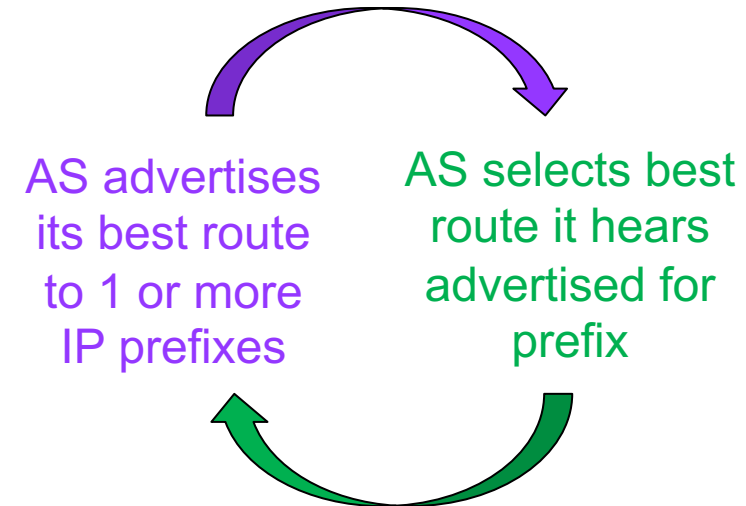 AS advertises
its best route
to 1 or more
IP prefixes
AS selects best
route it hears
advertised for
prefix